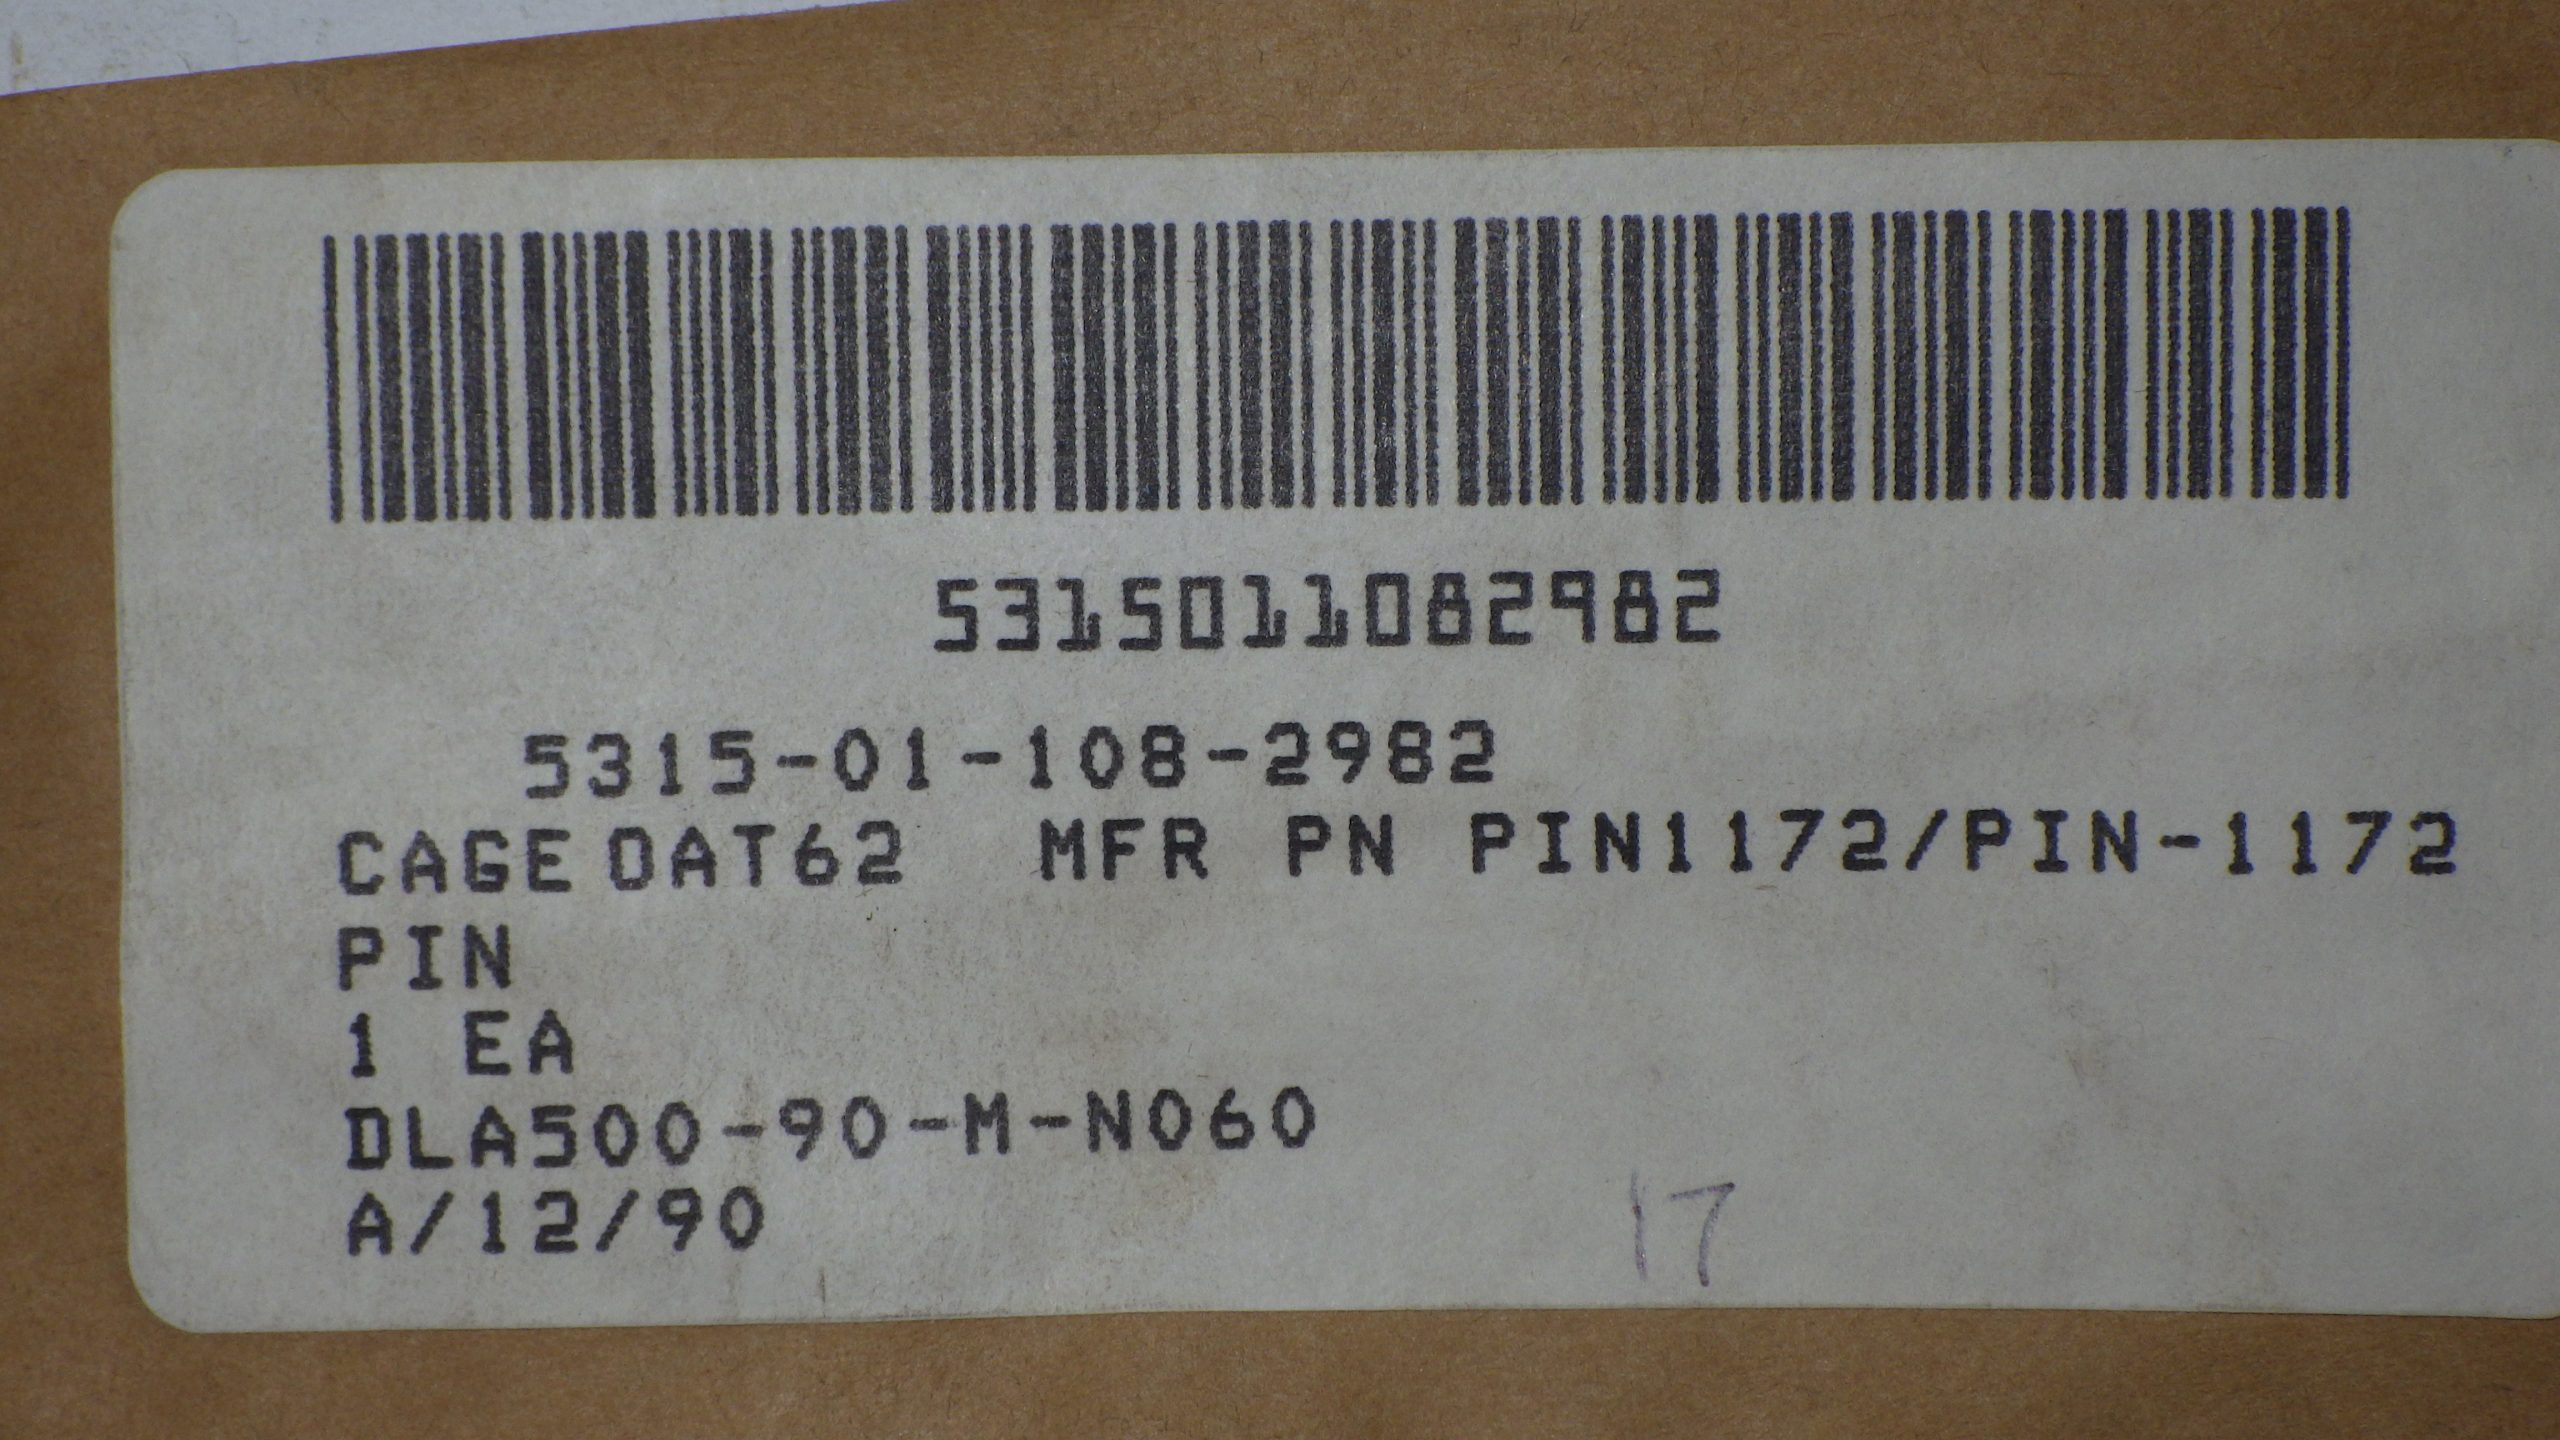 5315011082982
5315-01-108-2982
CAGE 0AT62 MFR PN PIN1172/PIN-1172
PIN
1 EA
DLA500-90-M-N060
A/12/90
17